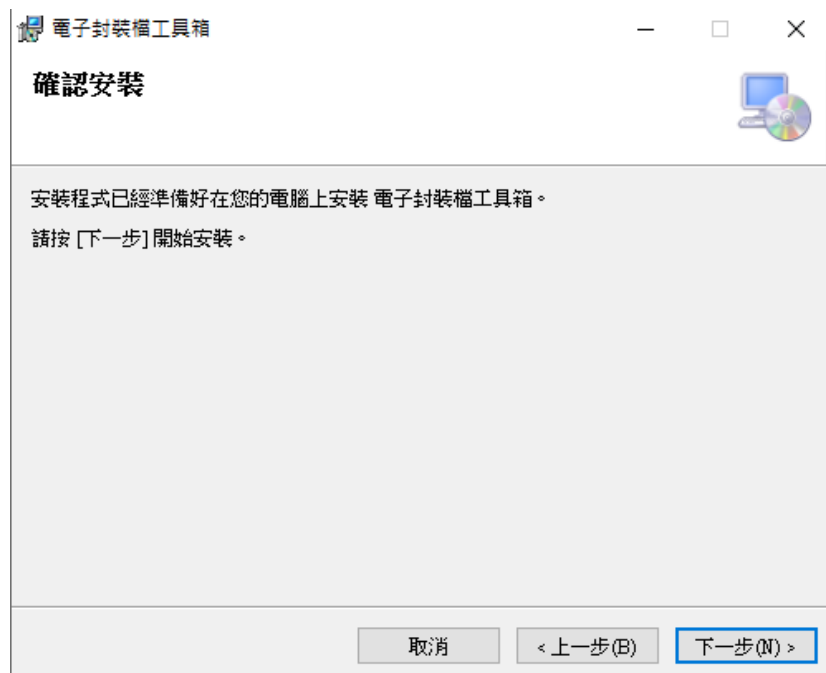 電子封裝檔工具箱
確認安裝
安裝程式已經準備好在您的電腦上安裝 電子封裝檔工具箱。
請按 [下一步] 開始安裝。
取消
< 上一步(B)
下一步(N) >